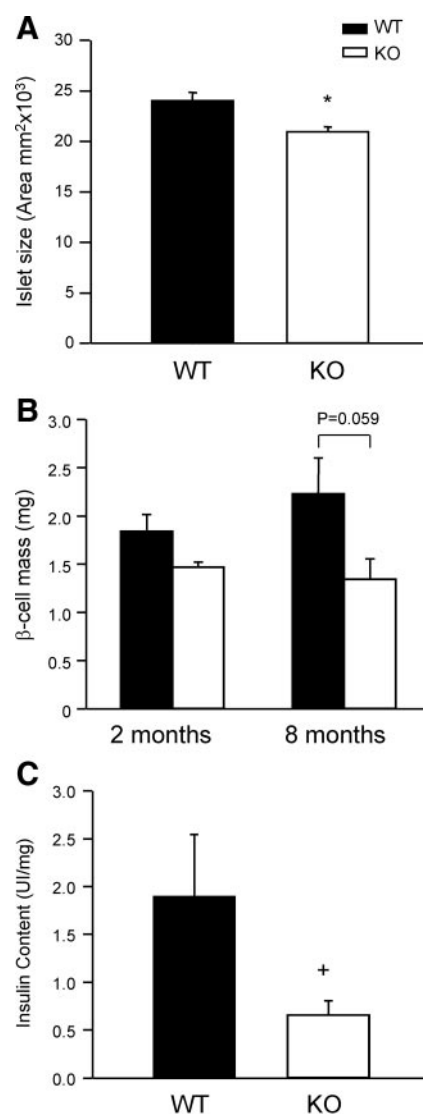 A
WT
KO
Islet size (Area mm²x10³)
30
25
20
15
10
5
0
*
WT KO
B
β-cell mass (mg)
3.0
2.5
2.0
1.5
1.0
0.5
0
P=0.059
2 months 8 months
C
Insulin Content (UI/mg)
3.0
2.5
2.0
1.5
1.0
0.5
0.0
+
WT KO